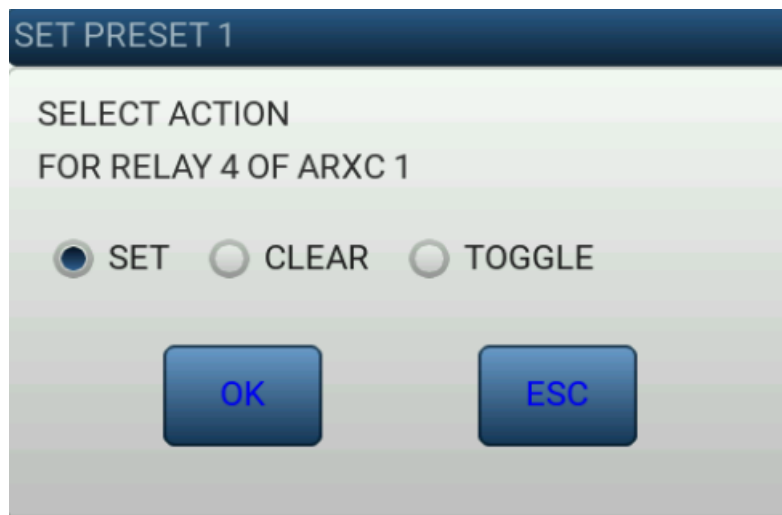 SET PRESET 1
SELECT ACTION
FOR RELAY 4 OF ARXC 1
SET CLEAR TOGGLE
OK ESC